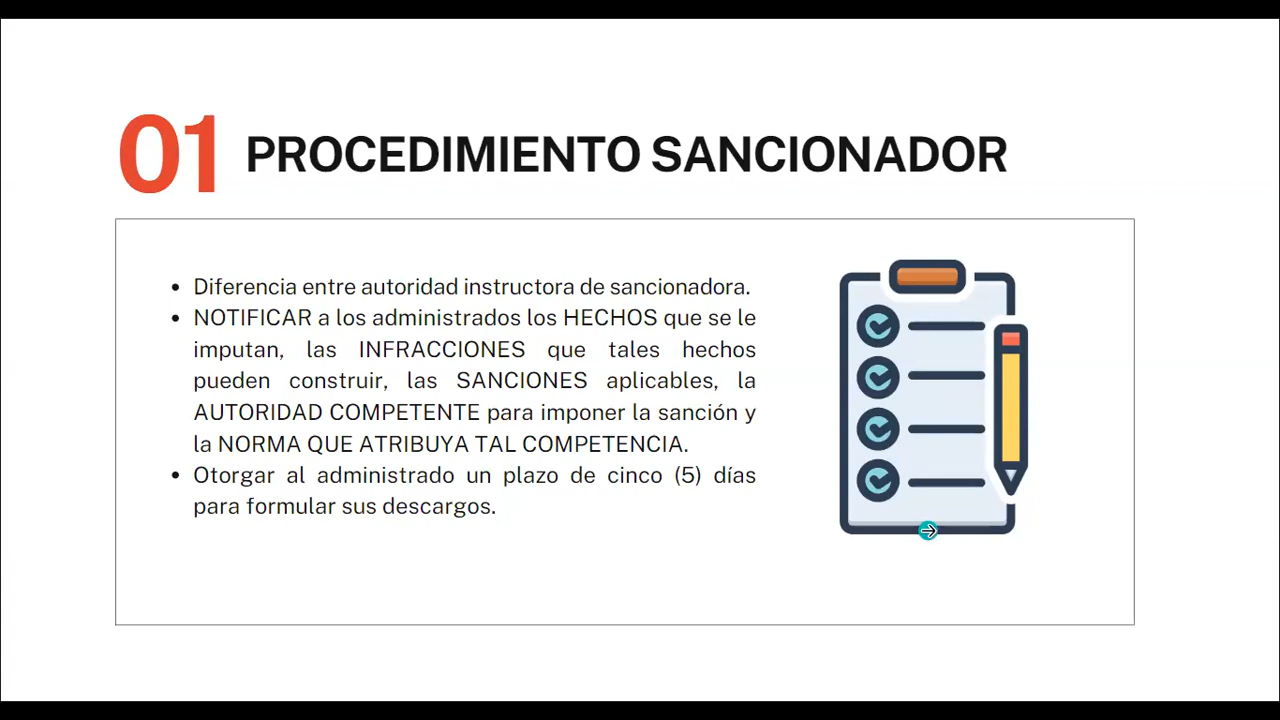 01 PROCEDIMIENTO SANCIONADOR
• Diferencia entre autoridad instructora de sancionadora.
• NOTIFICAR a los administrados los HECHOS que se le
imputan, las INFRACCIONES que tales hechos
pueden construir, las SANCIONES aplicables, la
AUTORIDAD COMPETENTE para imponer la sanción y
la NORMA QUE ATRIBUYA TAL COMPETENCIA.
• Otorgar al administrado un plazo de cinco (5) días
para formular sus descargos.